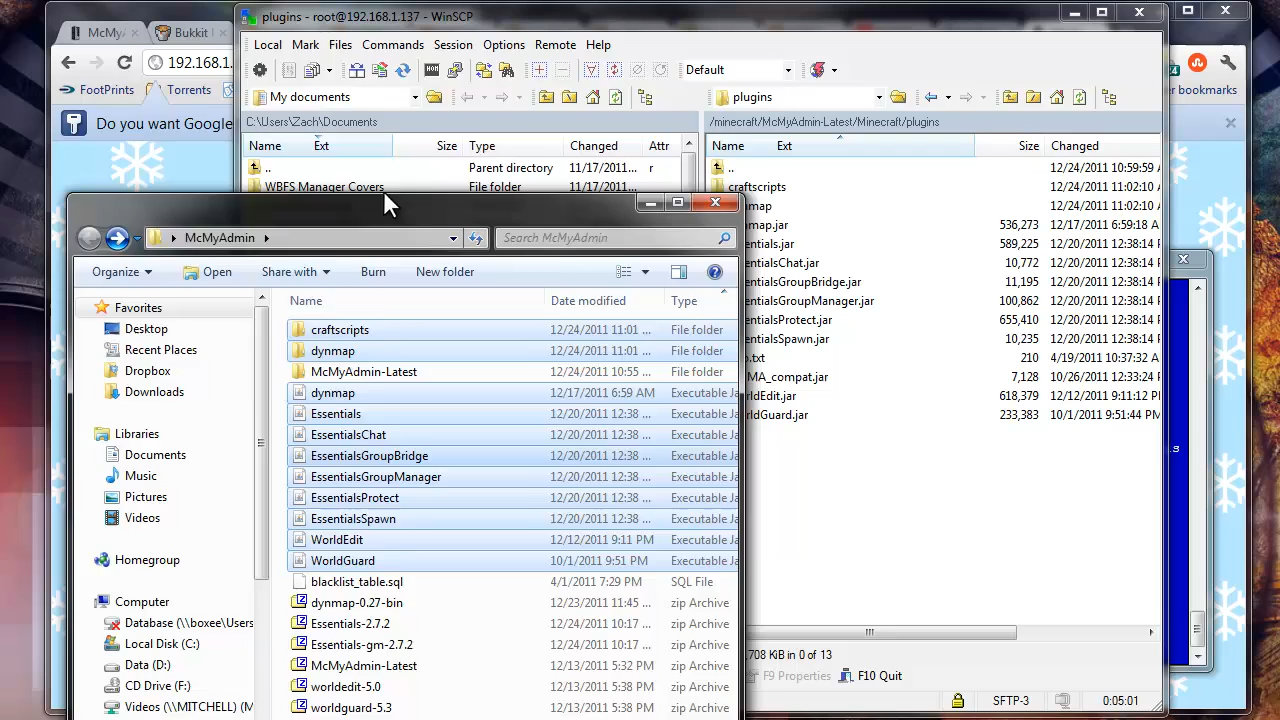 plugins - root@192.168.1.137 - WinSCP
McMy
Bukkit
192.168.1.
FootPrints
Torrents
er bookmarks
Do you want Google
Local Mark Files Commands Session Options Remote Help
Default
My documents
plugins
C:\Users\Zach\Documents
/minecraft/McMyAdmin-Latest/Minecraft/plugins
Name Ext Size Type Changed Attr
.. Parent directory 11/17/2011... r
WBFS Manager Covers File folder 11/17/2011...
Name Ext Size Changed
.. 12/24/2011 10:59:59
craftscripts 12/24/2011 11:02:10
map 12/24/2011 11:02:10
map.jar 536,273 12/17/2011 6:59:18 A
entials.jar 589,225 12/20/2011 12:38:14
entialsChat.jar 10,772 12/20/2011 12:38:14
entialsGroupBridge.jar 11,195 12/20/2011 12:38:14
entialsGroupManager.jar 100,862 12/20/2011 12:38:14
entialsProtect.jar 655,410 12/20/2011 12:38:14
entialsSpawn.jar 10,235 12/20/2011 12:38:14
.txt 210 4/19/2011 10:37:32 A
MA_compat.jar 7,128 10/26/2011 12:33:24
ldEdit.jar 618,379 12/12/2011 9:11:12 P
ldGuard.jar 233,383 10/1/2011 9:51:44 PM
708 KiB in 0 of 13
F9 Properties F10 Quit
SFTP-3 0:05:01
McMyAdmin
Search McMyAdmin
Organize Open Share with Burn New folder
Favorites
Desktop
Recent Places
Dropbox
Downloads
Libraries
Documents
Music
Pictures
Videos
Homegroup
Computer
Database (\\boxee\Users
Local Disk (C:)
Data (D:)
CD Drive (F:)
Videos (\\MITCHELL) (M
Name Date modified Type
craftscripts 12/24/2011 11:01 ... File folder
dynmap 12/24/2011 11:01 ... File folder
McMyAdmin-Latest 12/24/2011 10:55 ... File folder
dynmap 12/17/2011 6:59 AM Executable Ja
Essentials 12/20/2011 12:38 ... Executable Ja
EssentialsChat 12/20/2011 12:38 ... Executable Ja
EssentialsGroupBridge 12/20/2011 12:38 ... Executable Ja
EssentialsGroupManager 12/20/2011 12:38 ... Executable Ja
EssentialsProtect 12/20/2011 12:38 ... Executable Ja
EssentialsSpawn 12/20/2011 12:38 ... Executable Ja
WorldEdit 12/12/2011 9:11 PM Executable Ja
WorldGuard 10/1/2011 9:51 PM Executable Ja
blacklist_table.sql 4/1/2011 7:29 PM SQL File
dynmap-0.27-bin 12/23/2011 11:45 ... zip Archive
Essentials-2.7.2 12/24/2011 10:17 ... zip Archive
Essentials-gm-2.7.2 12/24/2011 10:17 ... zip Archive
McMyAdmin-Latest 12/13/2011 5:32 PM zip Archive
worldedit-5.0 12/13/2011 5:38 PM zip Archive
worldguard-5.3 12/13/2011 5:38 PM zip Archive